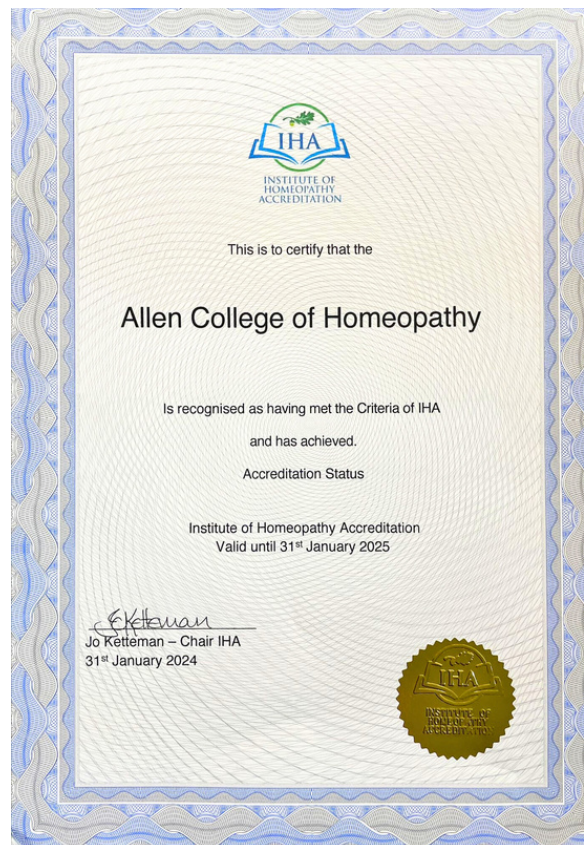 IHA
INSTITUTE OF
HOMEOPATHY
ACCREDITATION
This is to certify that the
Allen College of Homeopathy
Is recognised as having met the Criteria of IHA
and has achieved.
Accreditation Status
Institute of Homeopathy Accreditation
Valid until 31st January 2025
JoKetteman
Jo Ketteman – Chair IHA
31st January 2024
IHA
INSTITUTE OF
HOMEOPATHY
ACCREDITATION